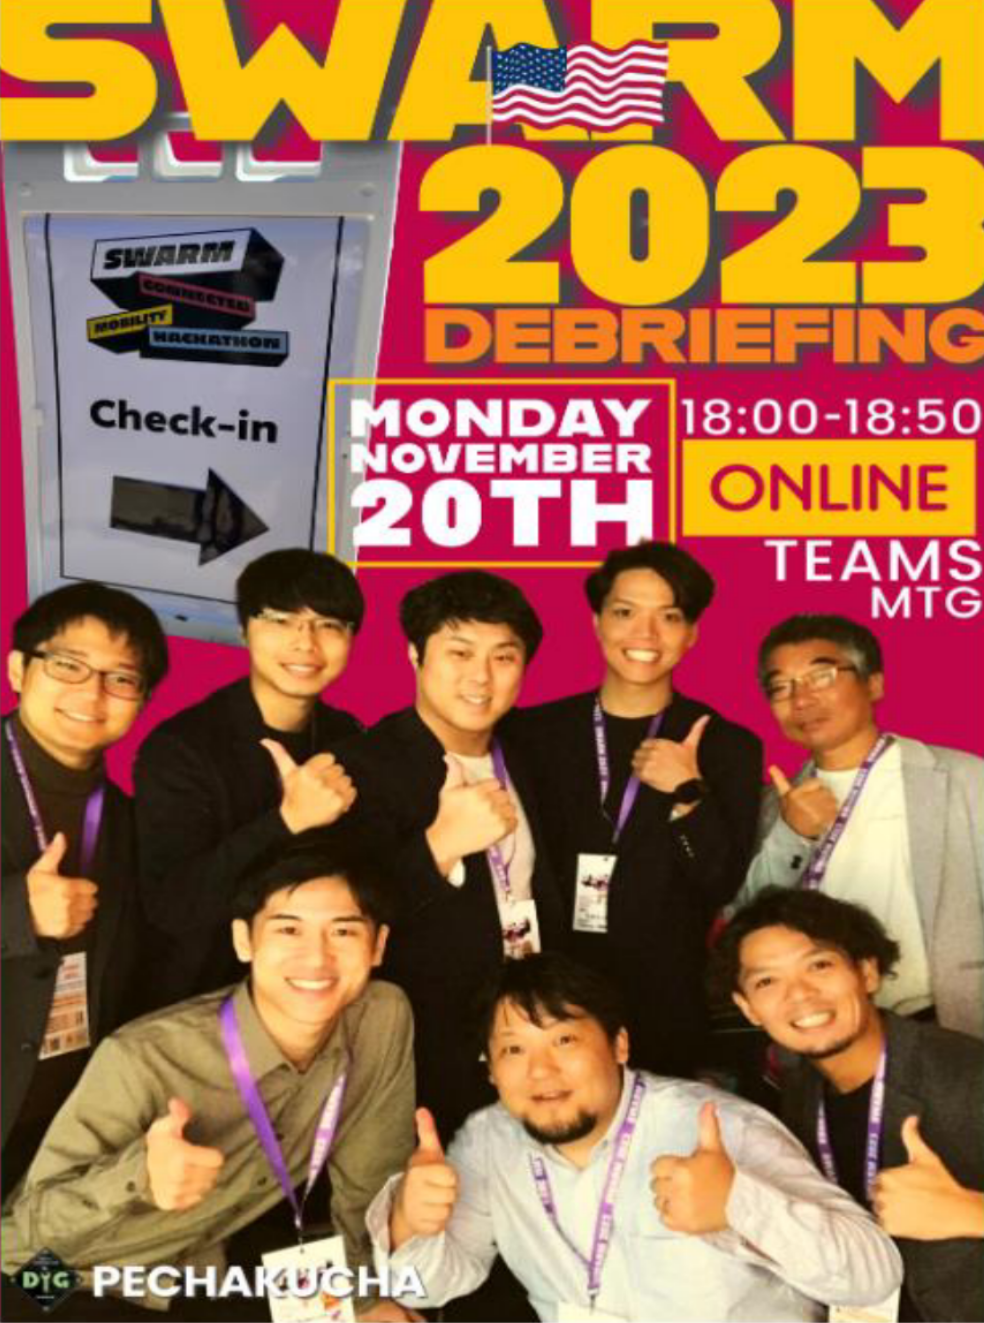 SWARM
2023
DEBRIEFING
SWARM
CONNECTED
MOBILITY
HACKATHON
Check-in
MONDAY
NOVEMBER
20TH
18:00-18:50
ONLINE
TEAMS
MTG
DYG
PECHAKUCHA